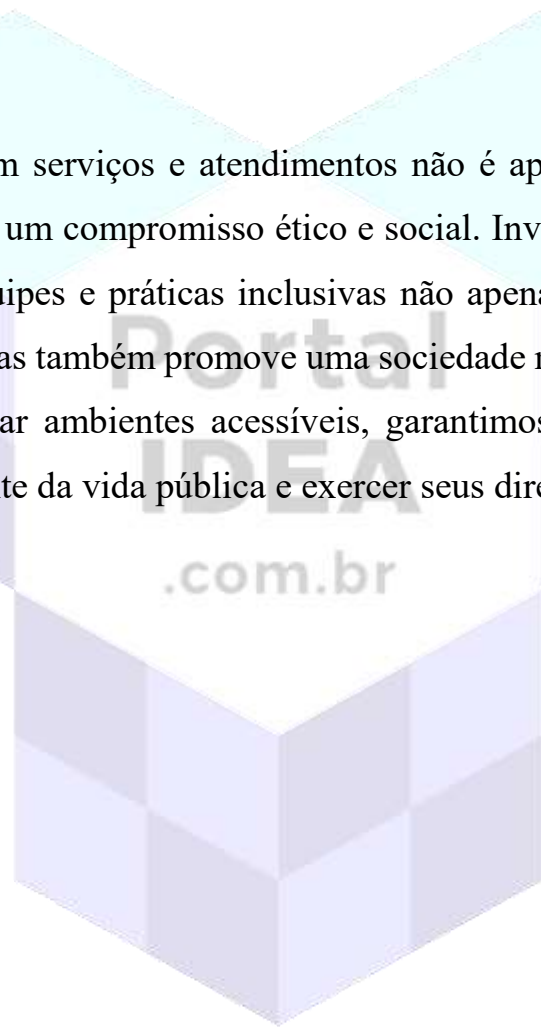 m serviços e atendimentos não é ap
um compromisso ético e social. Inv
uipes e práticas inclusivas não apena
as também promove uma sociedade
ar ambientes acessíveis, garantimos
te da vida pública e exercer seus dire
Portal
IDEA
.com.br